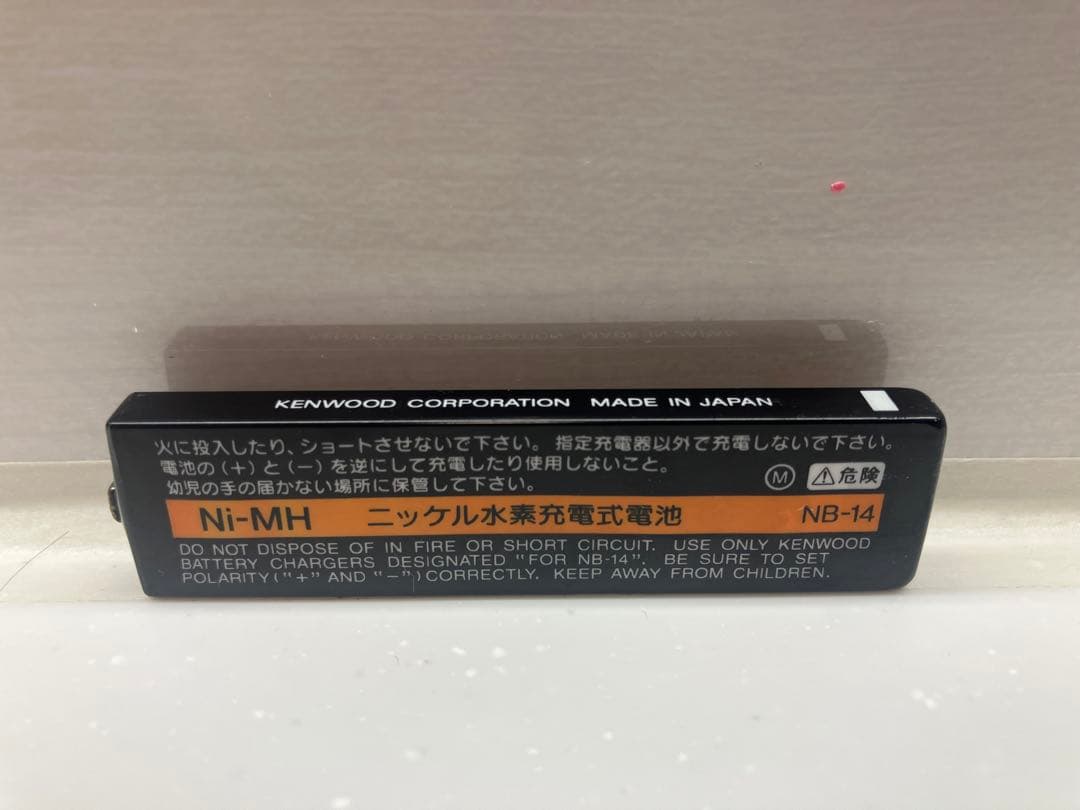 KENWOOD CORPORATION MADE IN JAPAN
火に投入したり、ショートさせないで下さい。指定充電器以外で充電しないで下さい。
電池の(+)と(−)を逆にして充電したり使用しないこと。
幼児の手の届かない場所に保管して下さい。
M ⚠危険
Ni-MH ニッケル水素充電式電池 NB-14
DO NOT DISPOSE OF IN FIRE OR SHORT CIRCUIT. USE ONLY KENWOOD
BATTERY CHARGERS DESIGNATED "FOR NB-14". BE SURE TO SET
POLARITY("+" AND "−")CORRECTLY. KEEP AWAY FROM CHILDREN.